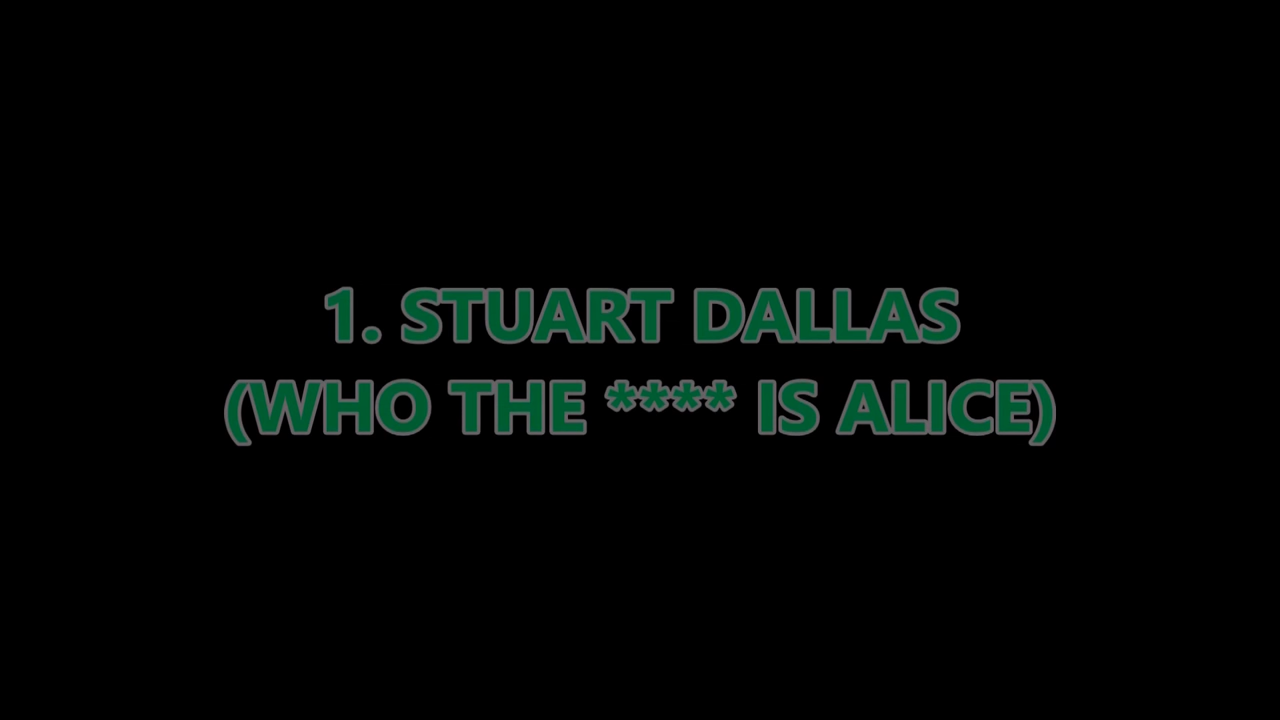 1. STUART DALLAS
(WHO THE **** IS ALICE)